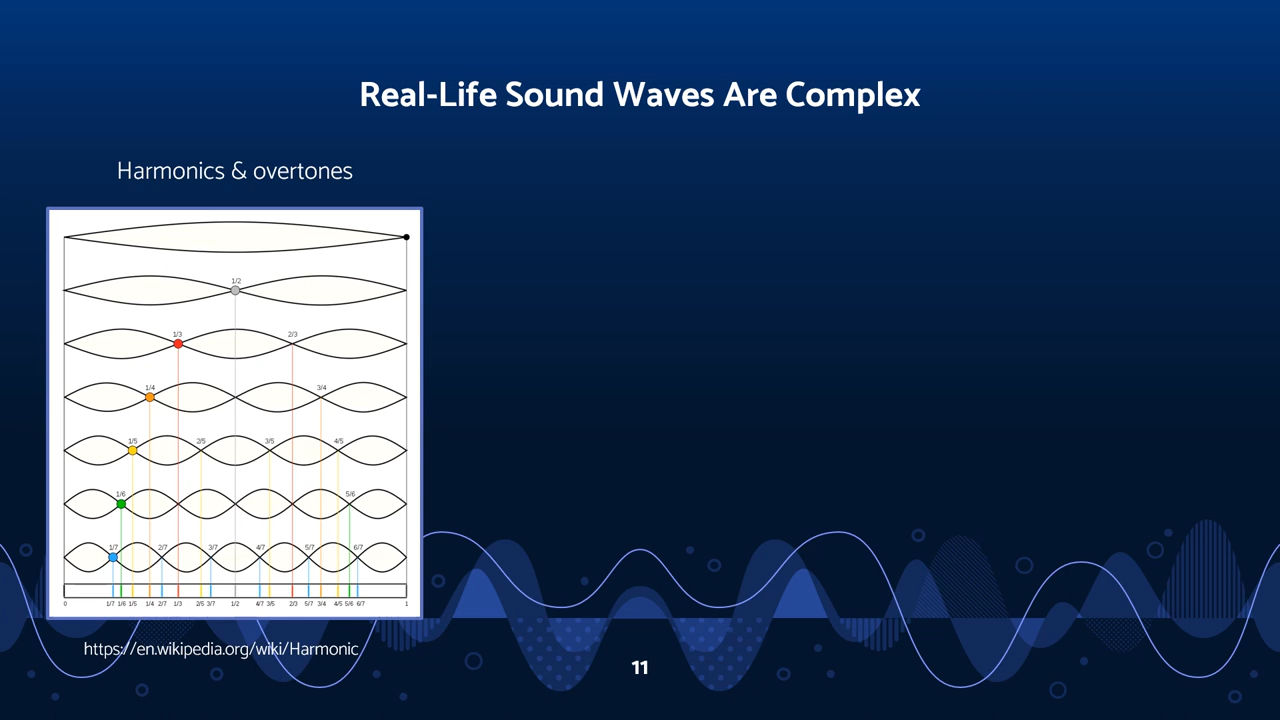 Real-Life Sound Waves Are Complex
Harmonics & overtones
1/2
1/3 2/3
1/4 3/4
1/5 2/5 3/5 4/5
1/6 5/6
1/7 2/7 3/7 4/7 5/7 6/7
0 1/7 1/6 1/5 1/4 2/7 1/3 2/5 3/7 1/2 4/7 3/5 2/3 5/7 3/4 4/5 5/6 6/7 1
https://en.wikipedia.org/wiki/Harmonic
11